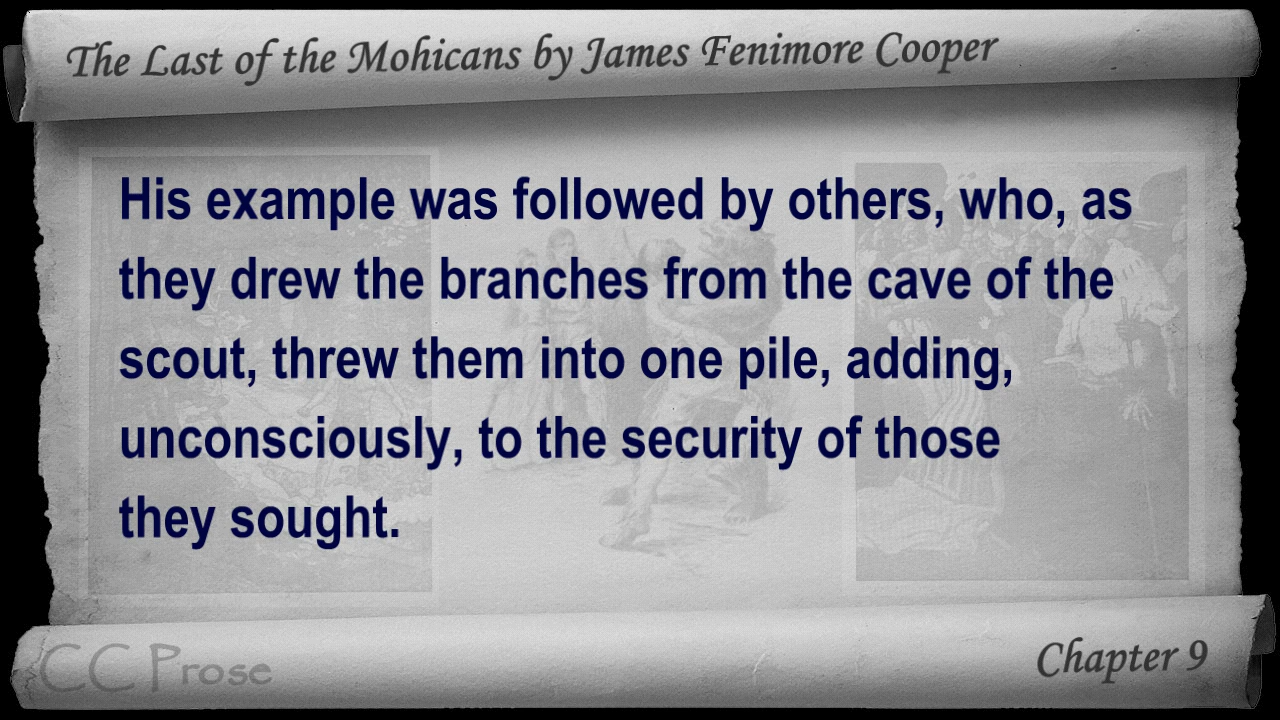 The Last of the Mohicans by James Fenimore Cooper
His example was followed by others, who, as
they drew the branches from the cave of the
scout, threw them into one pile, adding,
unconsciously, to the security of those
they sought.
CC Prose
Chapter 9